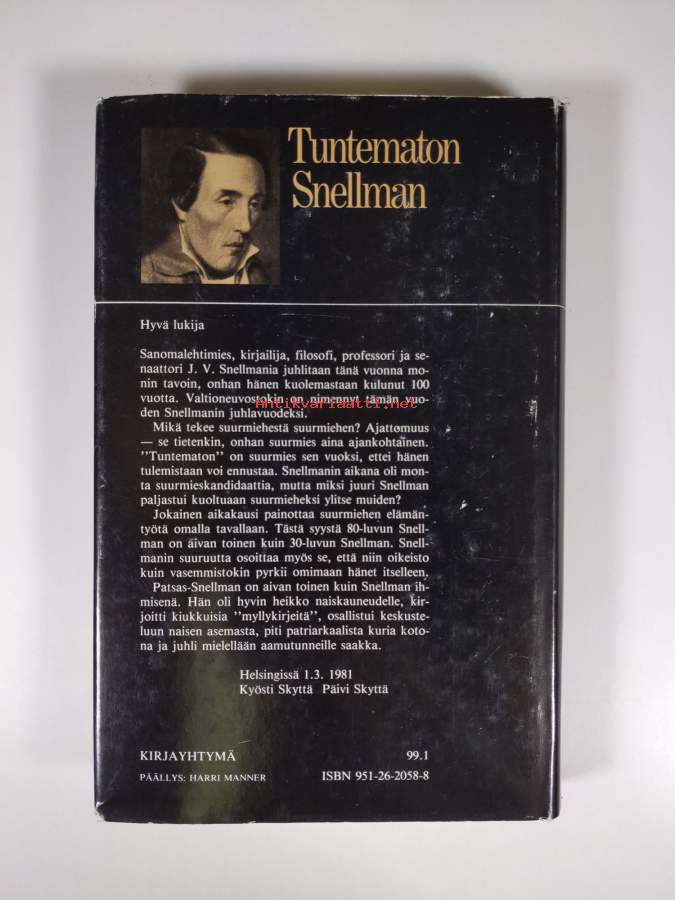 Tuntematon
Snellman
Hyvä lukija
Sanomalehtimies, kirjailija, filosofi, professori ja se-
naattori J. V. Snellmania juhlitaan tänä vuonna mo-
nin tavoin, onhan hänen kuolemastaan kulunut 100
vuotta. Valtioneuvostokin on nimennyt tämän vuo-
den Snellmanin juhlavuodeksi.
Antikvariaatti.net
Mikä tekee suurmiehestä suurmiehen? Ajattomuus
— se tietenkin, onhan suurmies aina ajankohtainen.
"Tuntematon" on suurmies sen vuoksi, ettei hänen
tulemistaan voi ennustaa. Snellmanin aikana oli mon-
ta suurmieskandidaattia, mutta miksi juuri Snellman
paljastui kuoltuaan suurmieheksi ylitse muiden?
Jokainen aikakausi painottaa suurmiehen elämän-
työtä omalla tavallaan. Tästä syystä 80-luvun Snell-
man on aivan toinen kuin 30-luvun Snellman. Snell-
manin suuruutta osoittaa myös se, että niin oikeisto
kuin vasemmistokin pyrkii omimaan hänet itselleen.
Patsas-Snellman on aivan toinen kuin Snellman ih-
misenä. Hän oli hyvin heikko naiskauneudelle, kir-
joitti kiukkuisia "myllykirjeitä", osallistui keskuste-
luun naisen asemasta, piti patriarkaalista kuria koto-
na ja juhli mielellään aamutunneille saakka.
Helsingissä 1.3. 1981
Kyösti Skyttä Päivi Skyttä
KIRJAYHTYMÄ 99.1
PÄÄLLYS: HARRI MANNER ISBN 951-26-2058-8